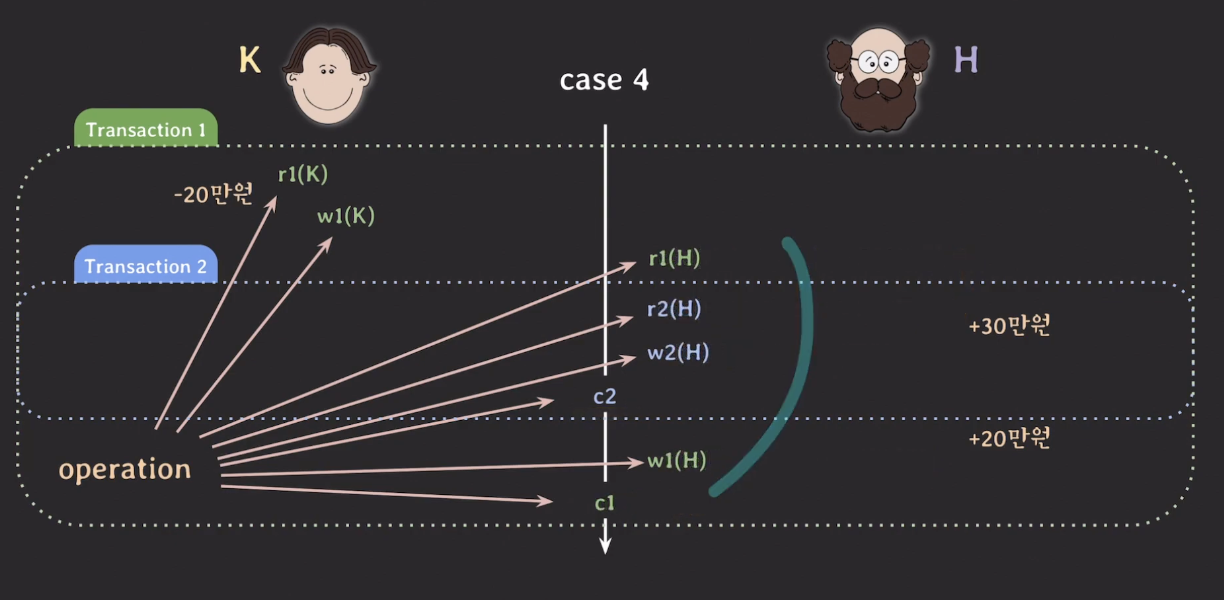 K
case 4
H
Transaction 1
r1(K)
-20만원
w1(K)
Transaction 2
r1(H)
r2(H)
+30만원
w2(H)
c2
+20만원
operation
w1(H)
c1